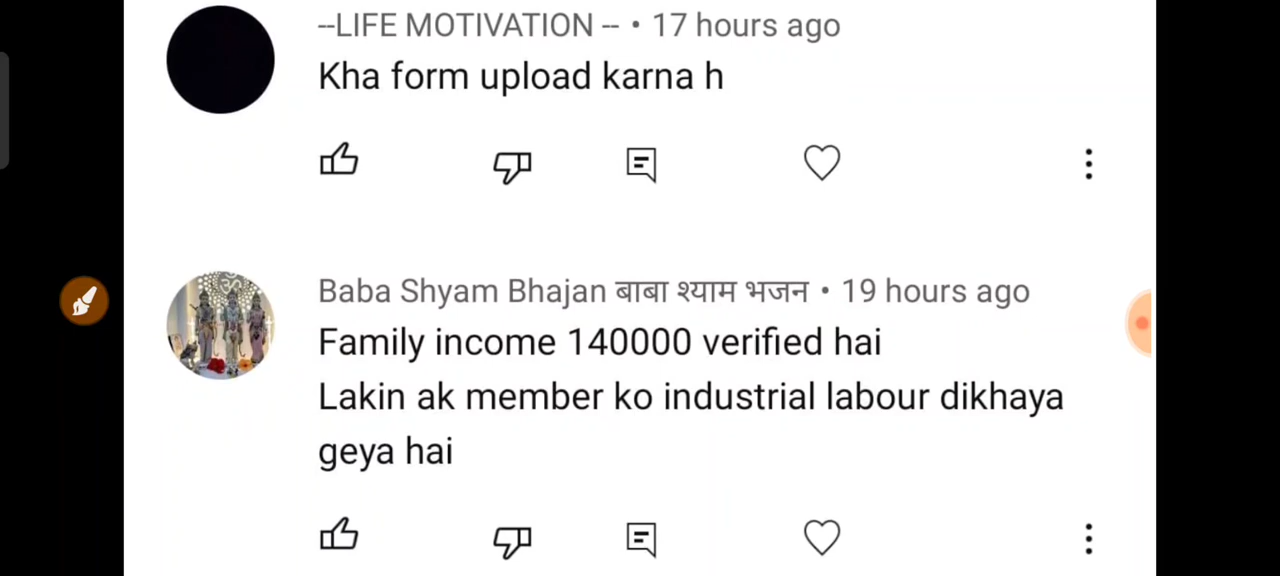 --LIFE MOTIVATION -- • 17 hours ago
Kha form upload karna h
Baba Shyam Bhajan बाबा श्याम भजन • 19 hours ago
Family income 140000 verified hai
Lakin ak member ko industrial labour dikhaya
geya hai